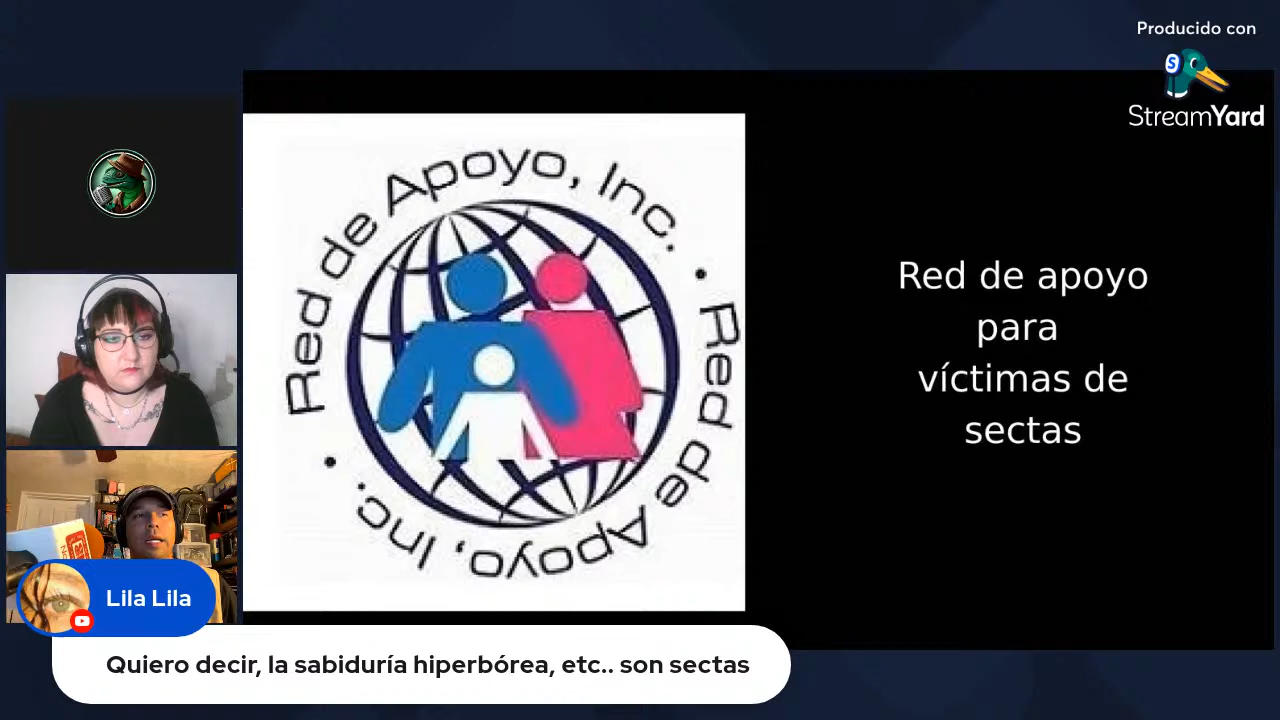 Producido con
StreamYard
Red de Apoyo, Inc. • Red de Apoyo, Inc. •
Red de apoyo
para
víctimas de
sectas
Lila Lila
Quiero decir, la sabiduría hiperbórea, etc.. son sectas